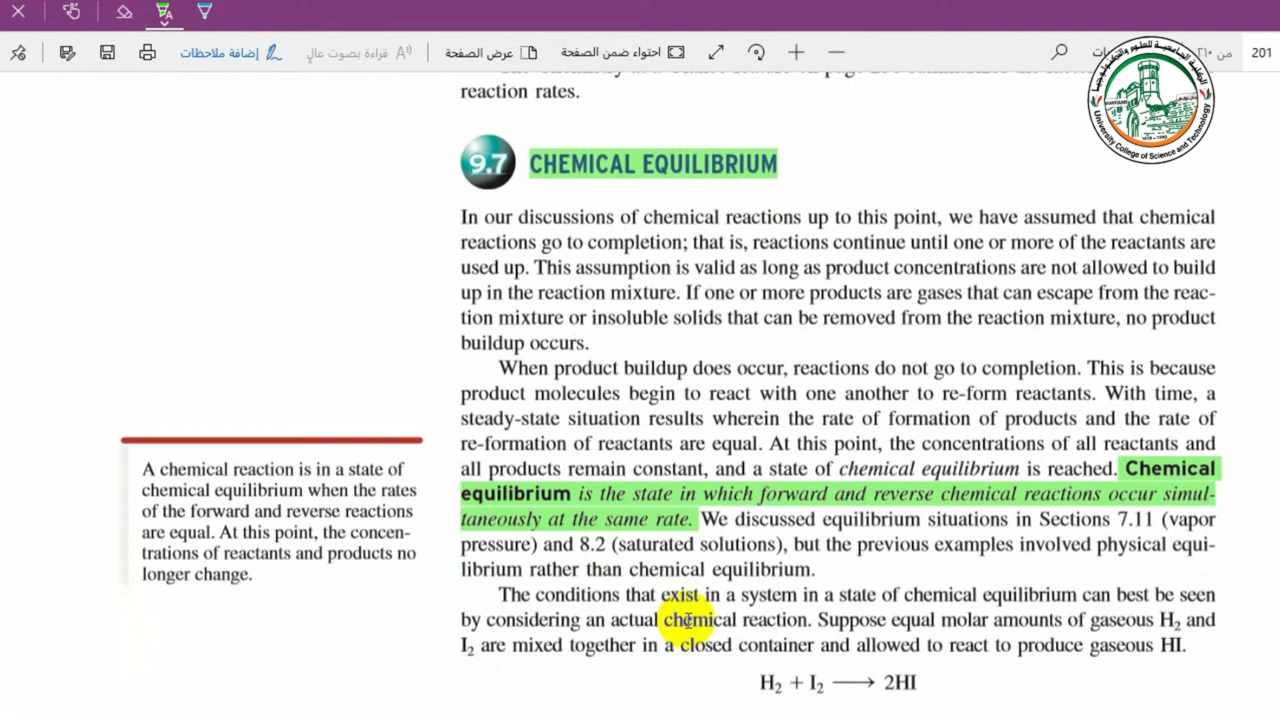 إضافة ملاحظات
قراءة بصوت عالٍ
عرض الصفحة
احتواء ضمن الصفحة
من
201
University College of Science and Technology
reaction rates.
9.7 CHEMICAL EQUILIBRIUM
In our discussions of chemical reactions up to this point, we have assumed that chemical
reactions go to completion; that is, reactions continue until one or more of the reactants are
used up. This assumption is valid as long as product concentrations are not allowed to build
up in the reaction mixture. If one or more products are gases that can escape from the reac-
tion mixture or insoluble solids that can be removed from the reaction mixture, no product
buildup occurs.
When product buildup does occur, reactions do not go to completion. This is because
product molecules begin to react with one another to re-form reactants. With time, a
steady-state situation results wherein the rate of formation of products and the rate of
re-formation of reactants are equal. At this point, the concentrations of all reactants and
all products remain constant, and a state of chemical equilibrium is reached. Chemical
equilibrium is the state in which forward and reverse chemical reactions occur simul-
taneously at the same rate. We discussed equilibrium situations in Sections 7.11 (vapor
pressure) and 8.2 (saturated solutions), but the previous examples involved physical equi-
librium rather than chemical equilibrium.
The conditions that exist in a system in a state of chemical equilibrium can best be seen
by considering an actual chemical reaction. Suppose equal molar amounts of gaseous H₂ and
I₂ are mixed together in a closed container and allowed to react to produce gaseous HI.
H₂ + I₂ ⟶ 2HI
A chemical reaction is in a state of
chemical equilibrium when the rates
of the forward and reverse reactions
are equal. At this point, the concen-
trations of reactants and products no
longer change.